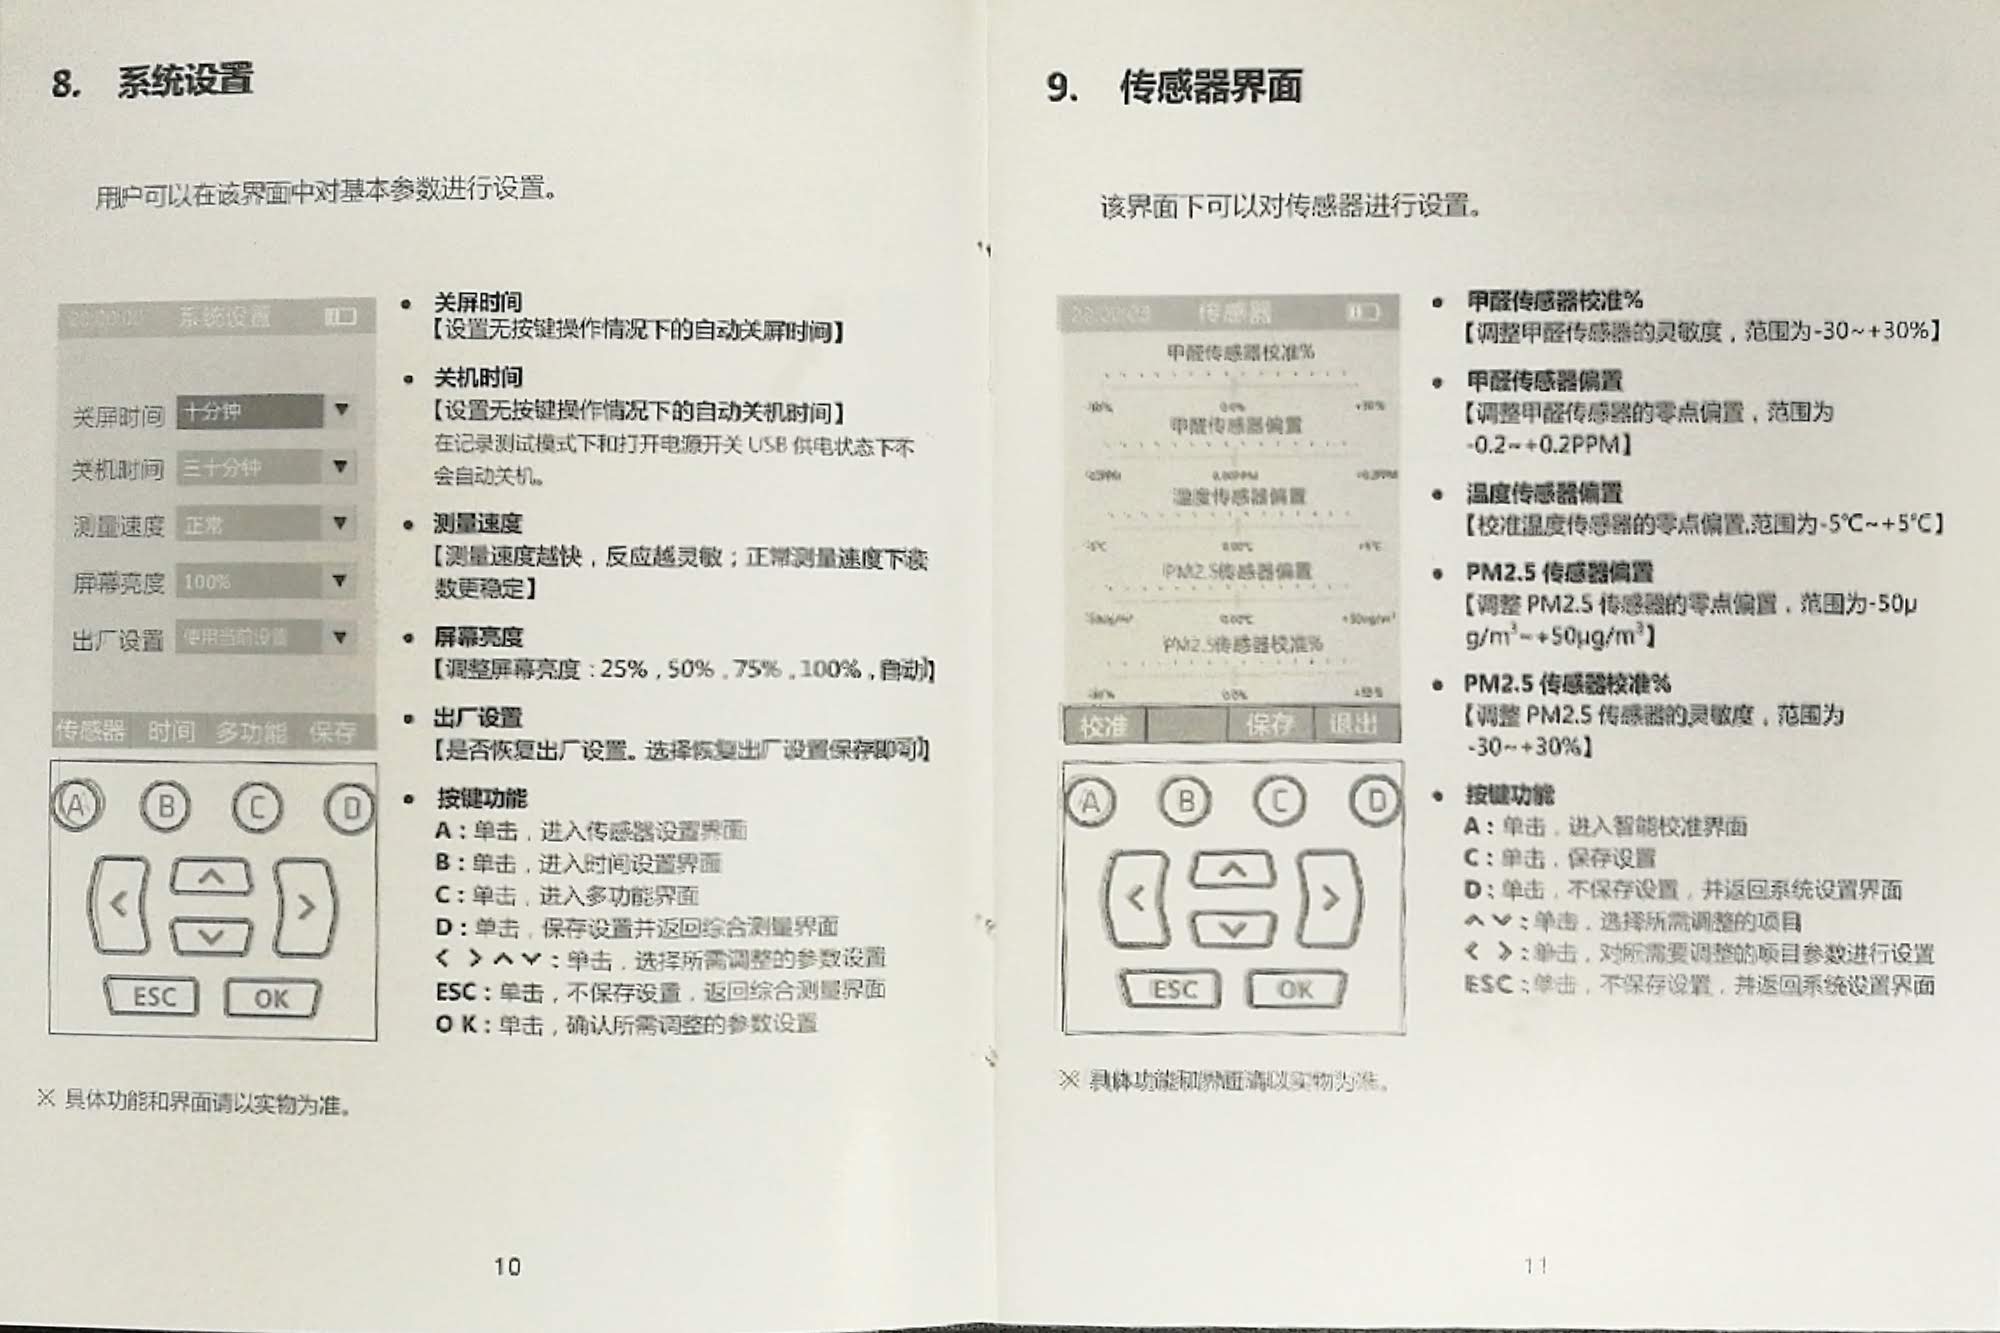 8. 系统设置
用户可以在该界面中对基本参数进行设置。
系统设置
关屏时间 十分钟 ▼
关机时间 三十分钟 ▼
测量速度 正常 ▼
屏幕亮度 100% ▼
出厂设置 使用当前设置 ▼
传感器 时间 多功能 保存
A B C D
< ∧ ∨ >
ESC OK
• 关屏时间
【设置无按键操作情况下的自动关屏时间】
• 关机时间
【设置无按键操作情况下的自动关机时间】
在记录测试模式下和打开电源开关 USB 供电状态下不
会自动关机。
• 测量速度
【测量速度越快，反应越灵敏；正常测量速度下读
数更稳定】
• 屏幕亮度
【调整屏幕亮度：25%，50%，75%，100%，自动】
• 出厂设置
【是否恢复出厂设置。选择恢复出厂设置保存即可】
• 按键功能
A：单击，进入传感器设置界面
B：单击，进入时间设置界面
C：单击，进入多功能界面
D：单击，保存设置并返回综合测量界面
< > ∧ ∨：单击，选择所需调整的参数设置
ESC：单击，不保存设置，返回综合测量界面
O K：单击，确认所需调整的参数设置
※ 具体功能和界面请以实物为准。
10
9. 传感器界面
该界面下可以对传感器进行设置。
传感器
甲醛传感器校准%
0.0%
甲醛传感器偏置
温度传感器偏置
-5℃ 0.00℃ +5℃
PM2.5传感器偏置
0.00℃
PM2.5传感器校准%
0.0%
校准 保存 退出
A B C D
< ∧ ∨ >
ESC OK
• 甲醛传感器校准%
【调整甲醛传感器的灵敏度，范围为-30~+30%】
• 甲醛传感器偏置
【调整甲醛传感器的零点偏置，范围为
-0.2~+0.2PPM】
• 温度传感器偏置
【校准温度传感器的零点偏置,范围为-5℃~+5℃】
• PM2.5 传感器偏置
【调整 PM2.5 传感器的零点偏置，范围为-50μ
g/m³~+50μg/m³】
• PM2.5 传感器校准%
【调整 PM2.5 传感器的灵敏度，范围为
-30~+30%】
• 按键功能
A：单击，进入智能校准界面
C：单击，保存设置
D：单击，不保存设置，并返回系统设置界面
∧ ∨：单击，选择所需调整的项目
< >：单击，对所需要调整的项目参数进行设置
ESC：单击，不保存设置，并返回系统设置界面
※ 具体功能和界面请以实物为准。
11